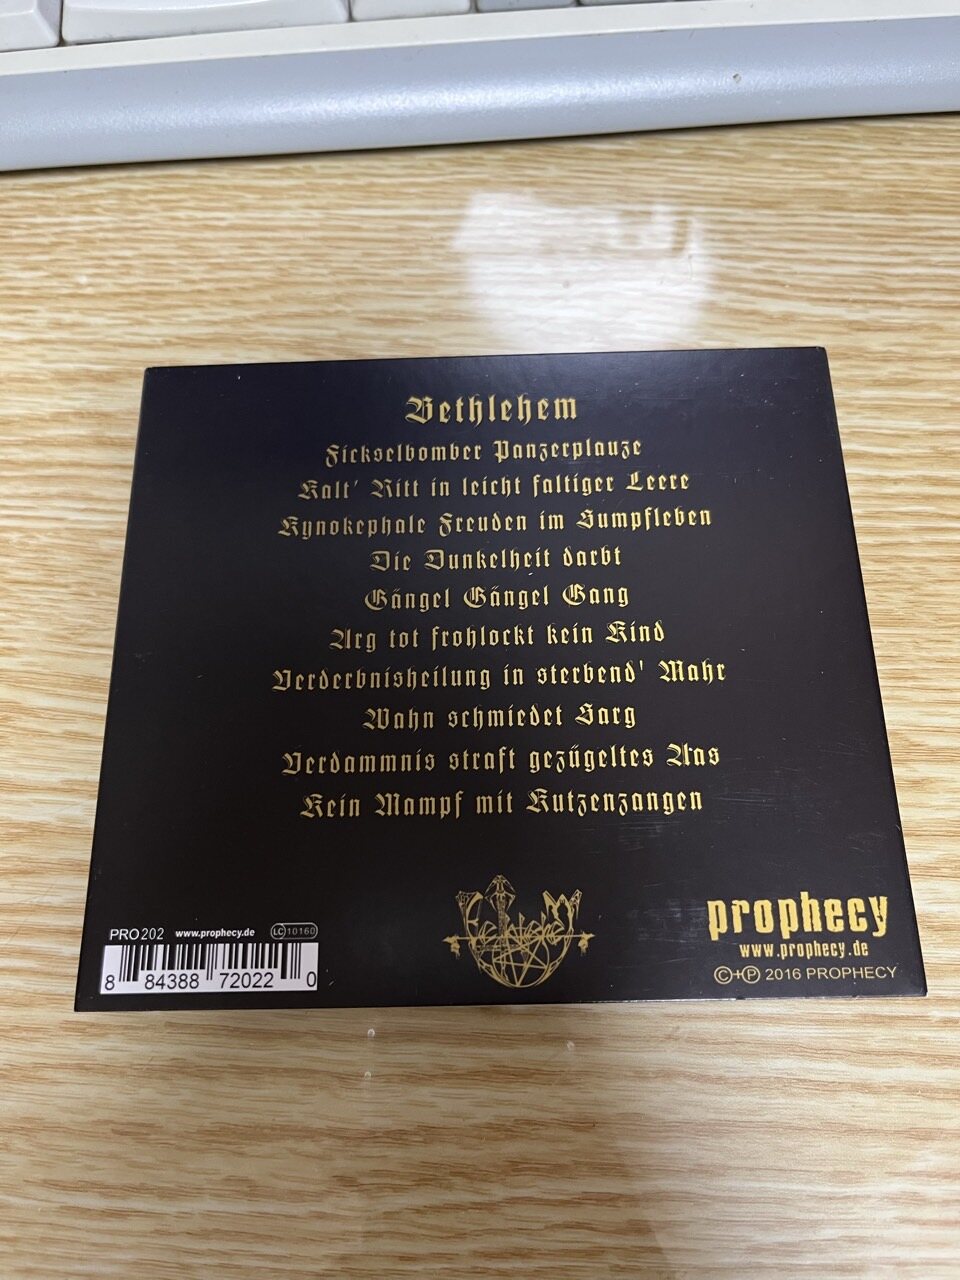 Bethlehem
Fickselbomber Panzerplauze
Kalt' Ritt in leicht faltiger Leere
Kynokephale Freuden im Sumpfleben
Die Dunkelheit darbt
Gängel Gängel Gang
Arg tot frohlockt kein Kind
Verderbnisheilung in sterbend' Mahr
Wahn schmiedet Sarg
Verdammnis straft gezügeltes Aas
Kein Mampf mit Kutzenzangen
PRO202 www.prophecy.de LC 10160
8 84388 72022 0
Bethlehem
prophecy
www.prophecy.de
©+℗ 2016 PROPHECY